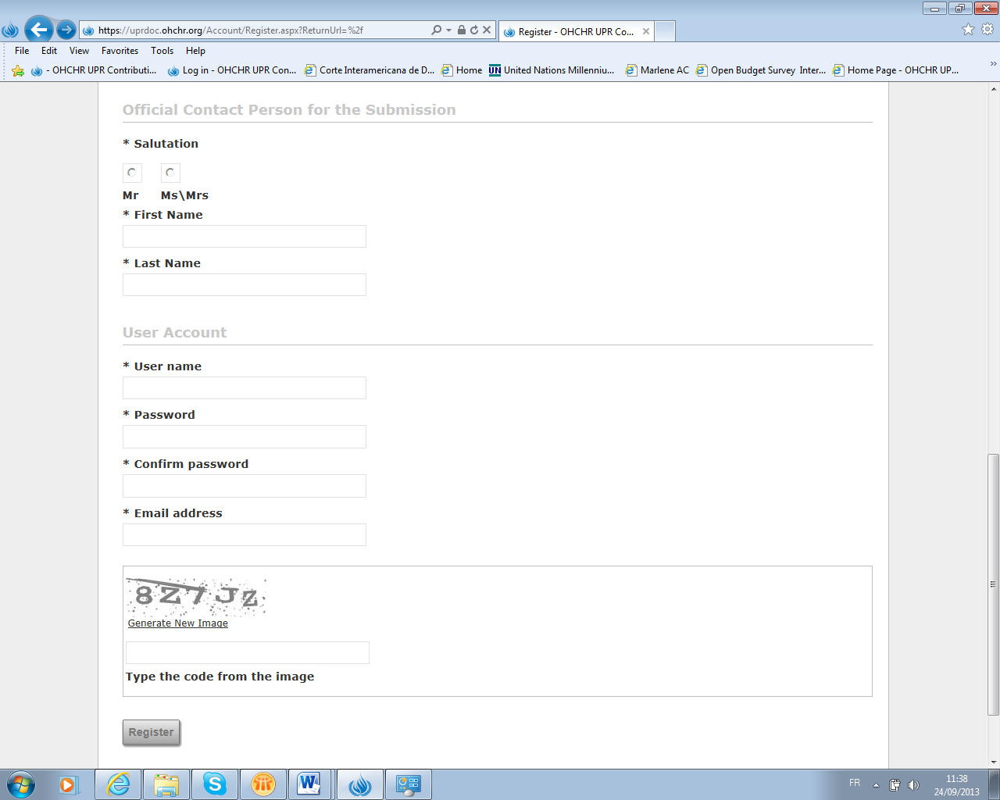 https://uprdoc.ohchr.org/Account/Register.aspx?ReturnUrl=%2f
Register - OHCHR UPR Co...
File Edit View Favorites Tools Help
- OHCHR UPR Contributi... Log in - OHCHR UPR Con... Corte Interamericana de D... Home UN United Nations Millenniu... Marlene AC Open Budget Survey Inter... Home Page - OHCHR UP...
Official Contact Person for the Submission
* Salutation
Mr Ms\Mrs
* First Name
* Last Name
User Account
* User name
* Password
* Confirm password
* Email address
8Z7JZ
Generate New Image
Type the code from the image
Register
FR 11:38
24/09/2013